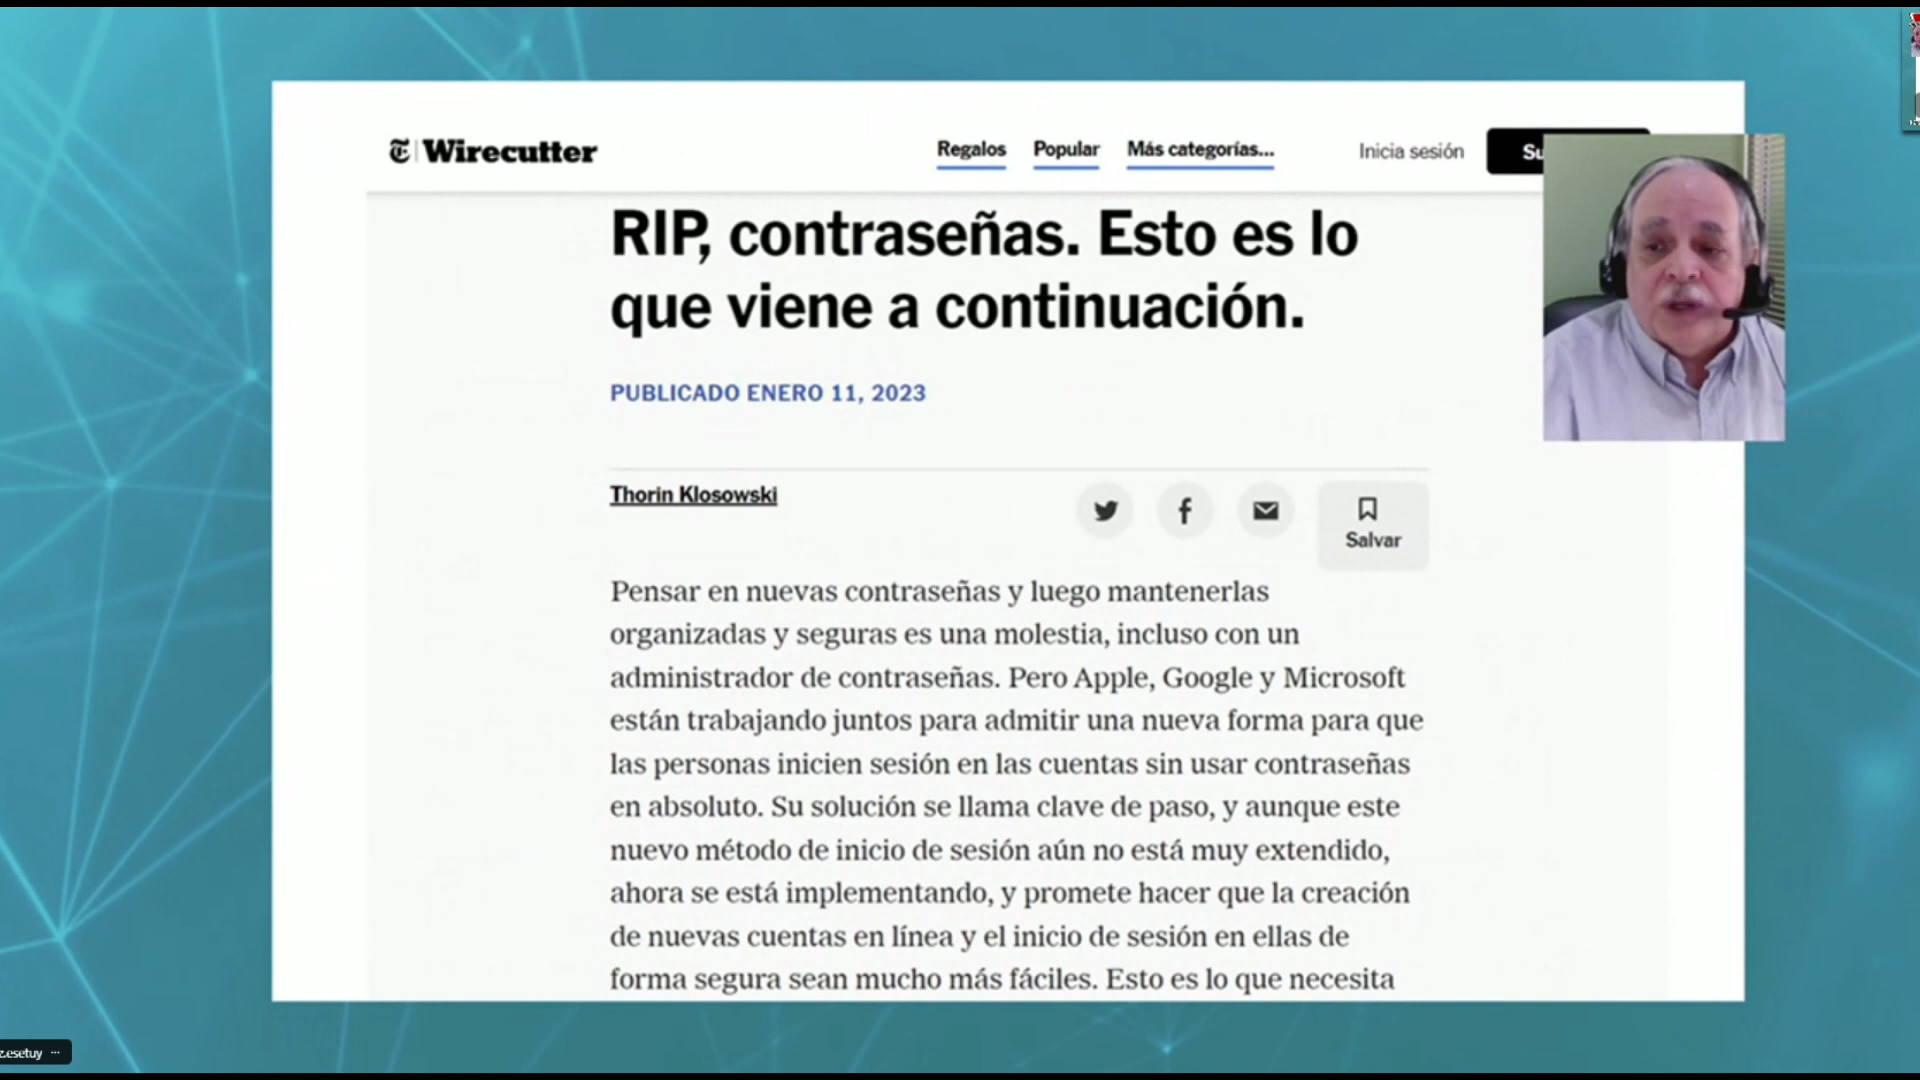 Wirecutter
Regalos Popular Más categorías... Inicia sesión Su
RIP, contraseñas. Esto es lo
que viene a continuación.
PUBLICADO ENERO 11, 2023
Thorin Klosowski
Salvar
Pensar en nuevas contraseñas y luego mantenerlas
organizadas y seguras es una molestia, incluso con un
administrador de contraseñas. Pero Apple, Google y Microsoft
están trabajando juntos para admitir una nueva forma para que
las personas inicien sesión en las cuentas sin usar contraseñas
en absoluto. Su solución se llama clave de paso, y aunque este
nuevo método de inicio de sesión aún no está muy extendido,
ahora se está implementando, y promete hacer que la creación
de nuevas cuentas en línea y el inicio de sesión en ellas de
forma segura sean mucho más fáciles. Esto es lo que necesita
z.esetuy ...